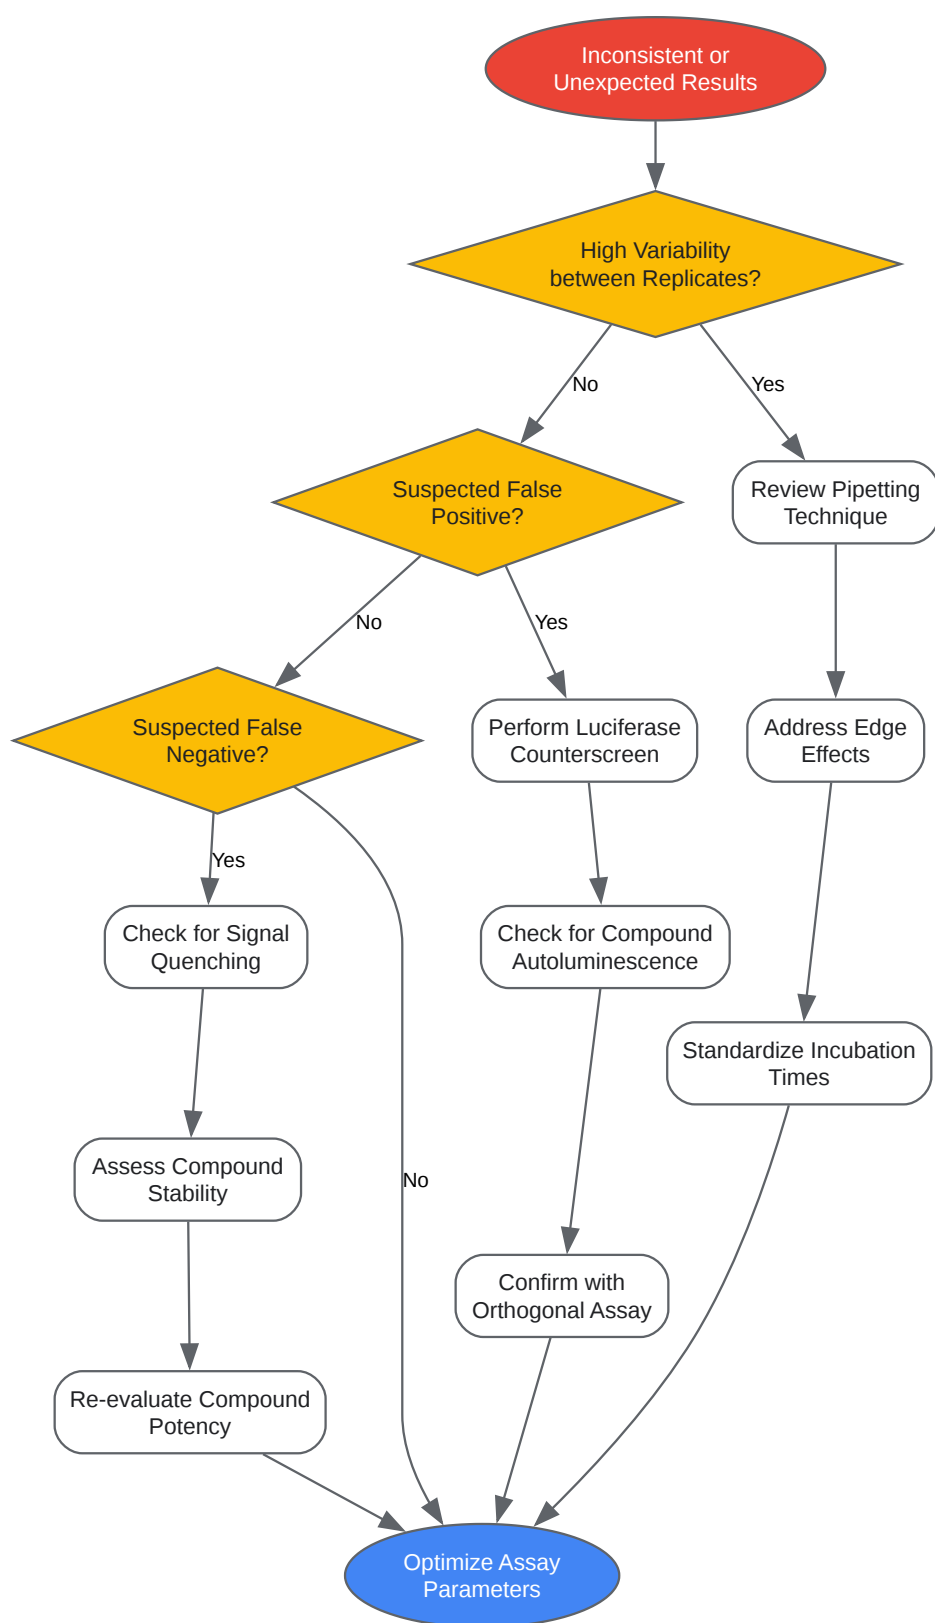 Inconsistent or
Unexpected Results
High Variability
between Replicates?
No
Yes
Suspected False
Positive?
Review Pipetting
Technique
No
Yes
Suspected False
Negative?
Perform Luciferase
Counterscreen
Address Edge
Effects
Yes
Check for Signal
Quenching
Check for Compound
Autoluminescence
Standardize Incubation
Times
Assess Compound
Stability
No
Confirm with
Orthogonal Assay
Re-evaluate Compound
Potency
Optimize Assay
Parameters